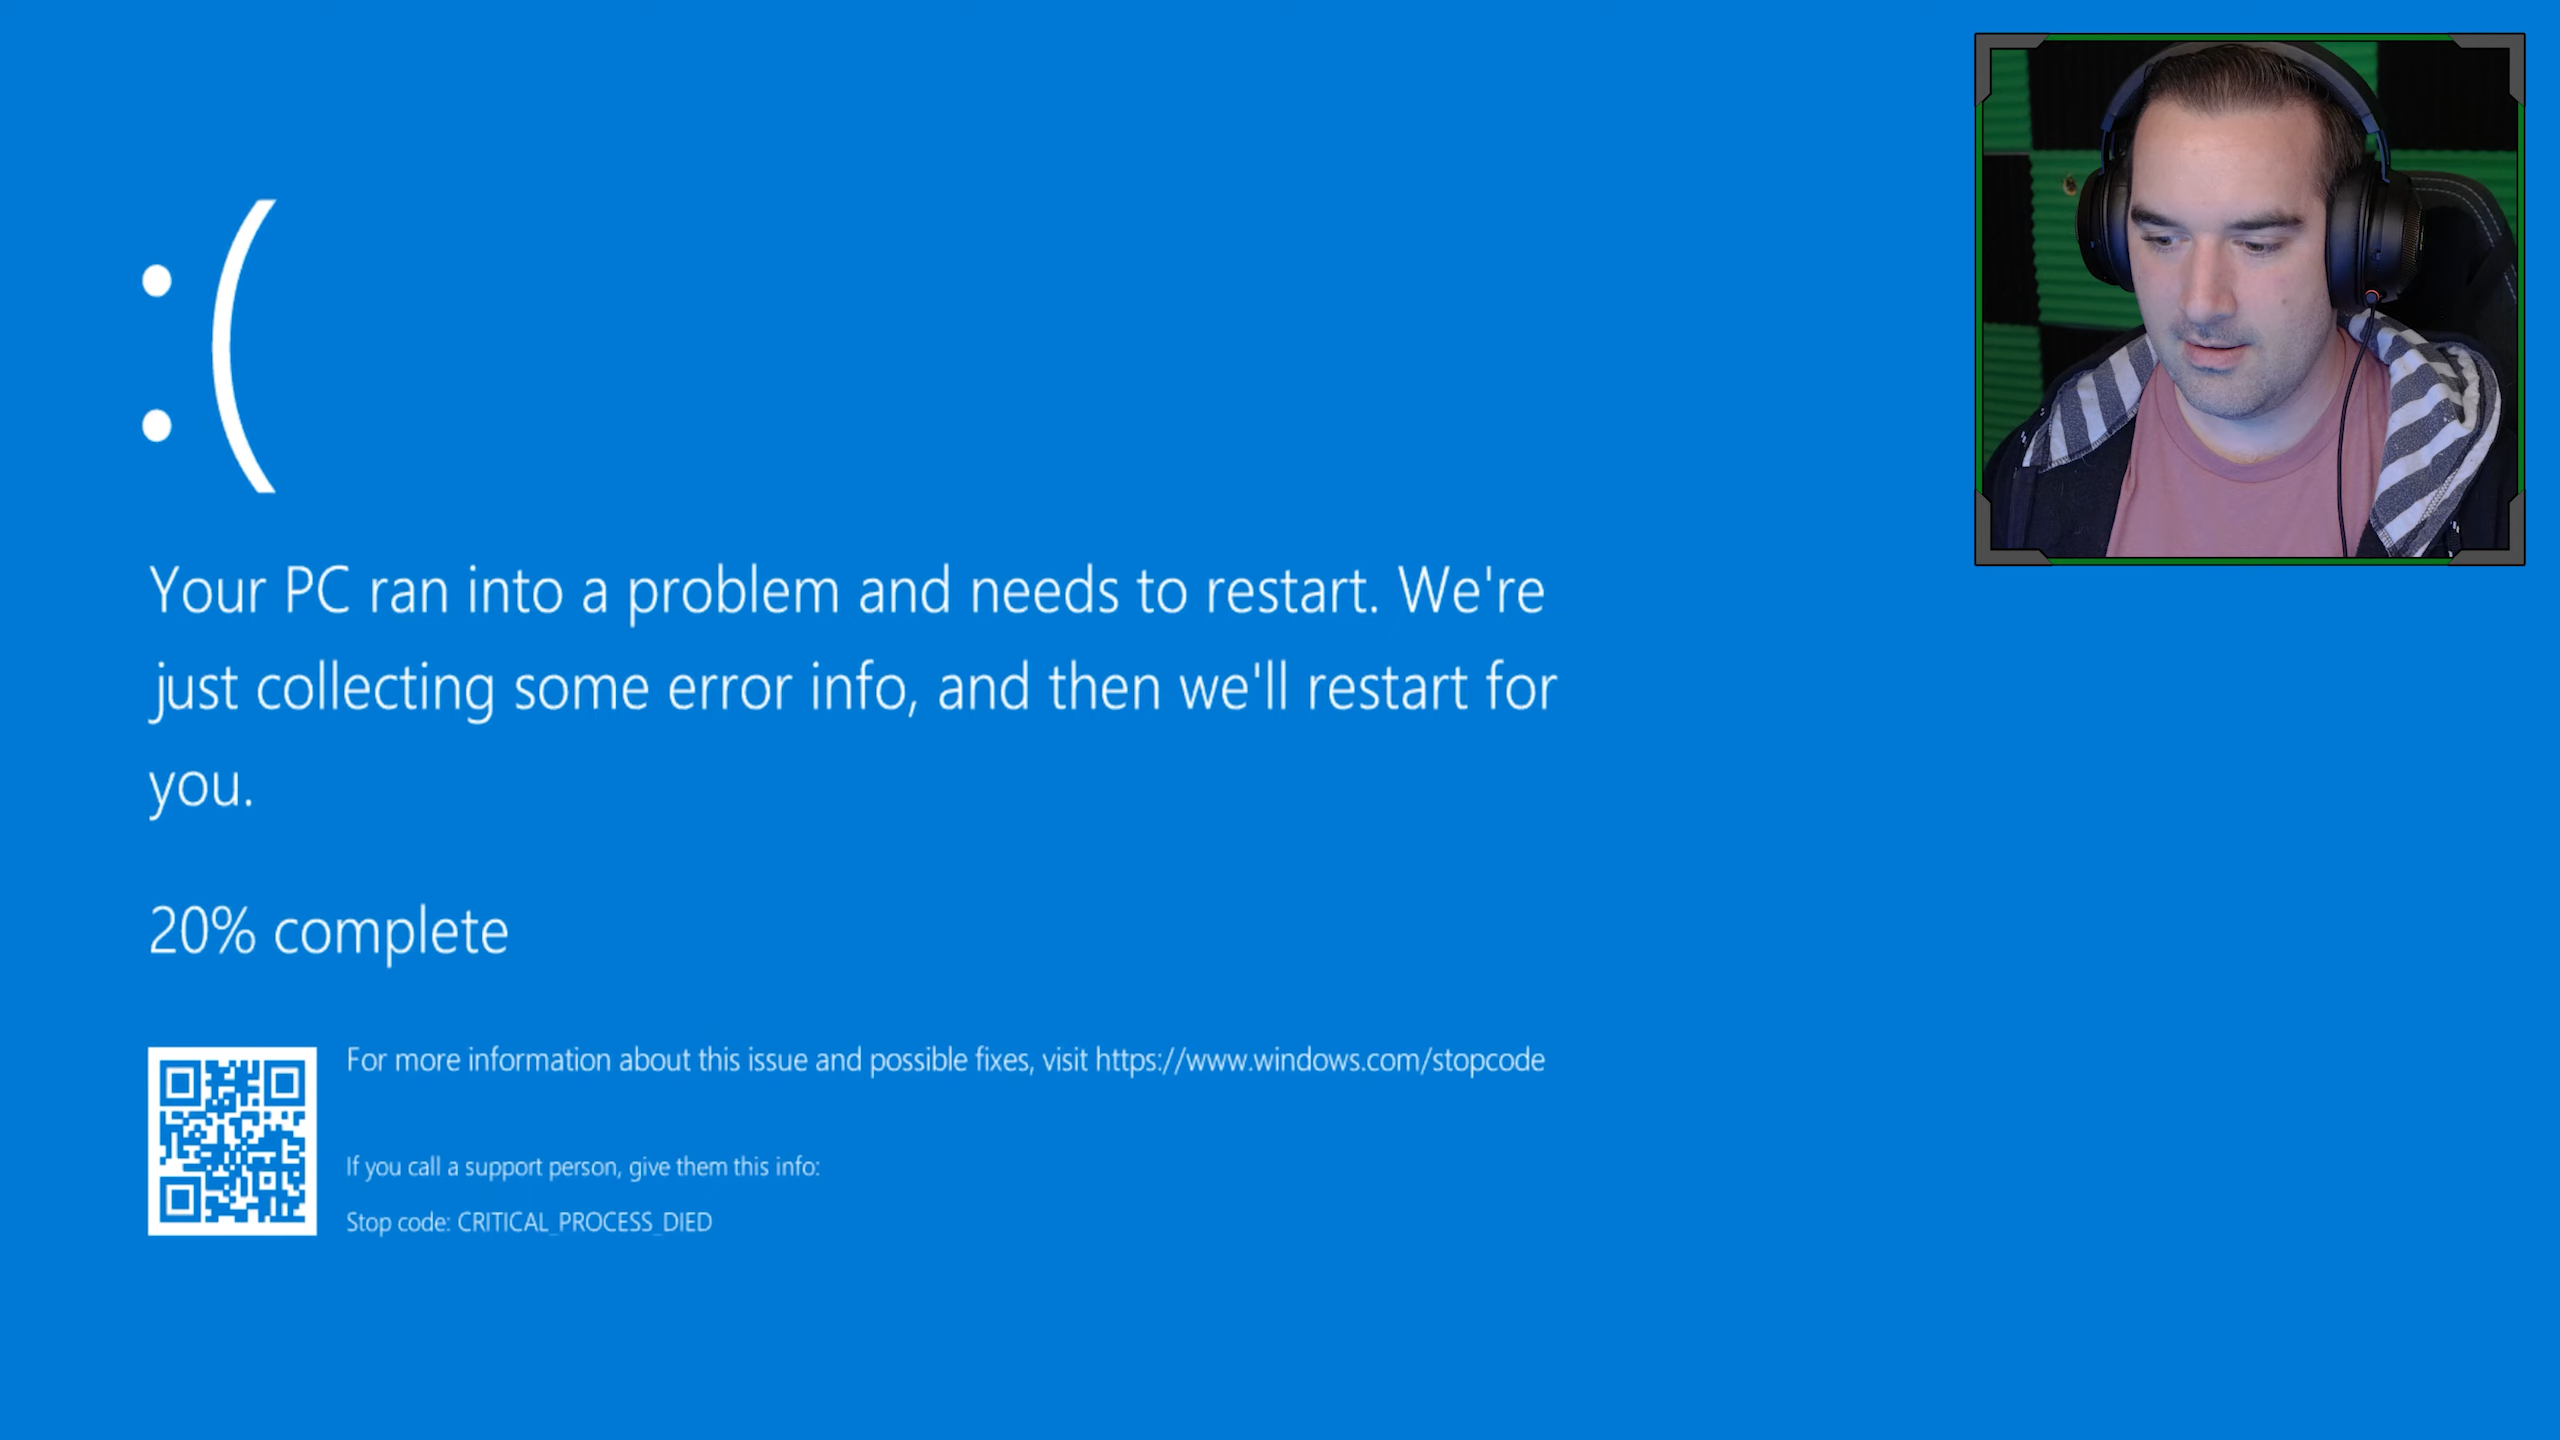 :(
Your PC ran into a problem and needs to restart. We're
just collecting some error info, and then we'll restart for
you.
20% complete
For more information about this issue and possible fixes, visit https://www.windows.com/stopcode
If you call a support person, give them this info:
Stop code: CRITICAL_PROCESS_DIED